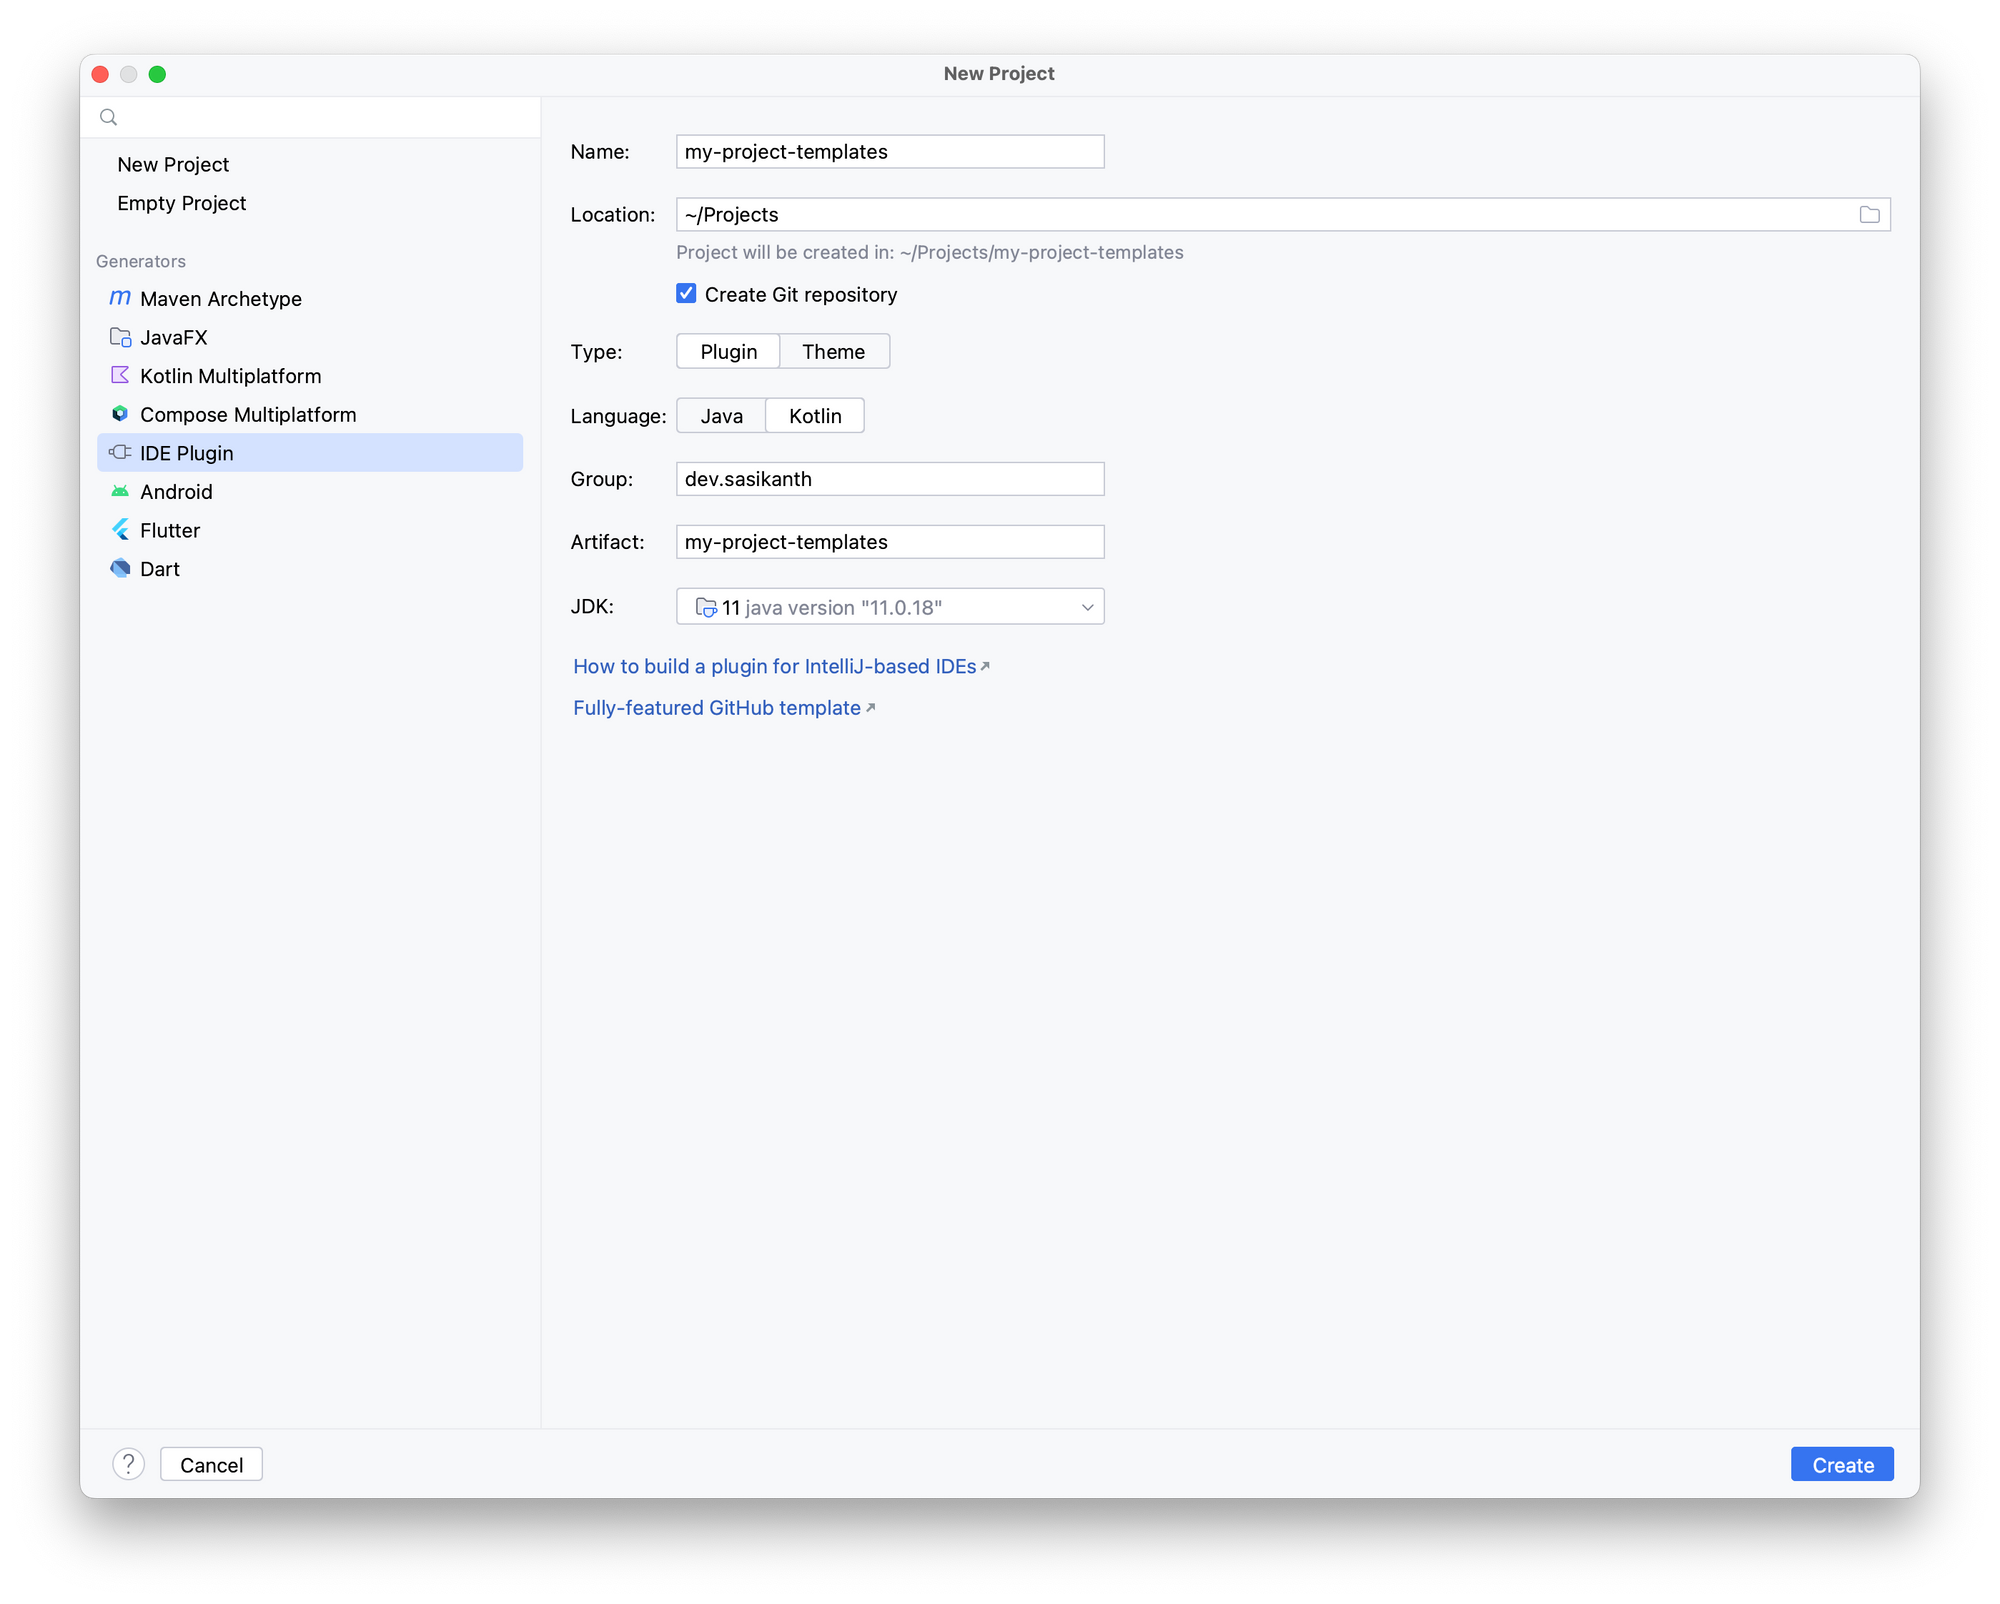 New Project
New Project
Empty Project
Generators
Maven Archetype
JavaFX
Kotlin Multiplatform
Compose Multiplatform
IDE Plugin
Android
Flutter
Dart
Name: my-project-templates
Location: ~/Projects
Project will be created in: ~/Projects/my-project-templates
Create Git repository
Type: Plugin Theme
Language: Java Kotlin
Group: dev.sasikanth
Artifact: my-project-templates
JDK: 11 java version "11.0.18"
How to build a plugin for IntelliJ-based IDEs↗
Fully-featured GitHub template↗
? Cancel Create